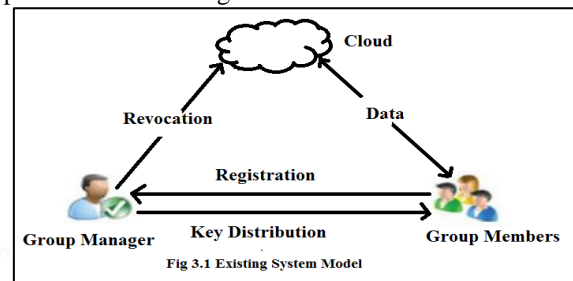 Cloud
Revocation
Data
Registration
Group Manager
Key Distribution
Group Members
Fig 3.1 Existing System Model